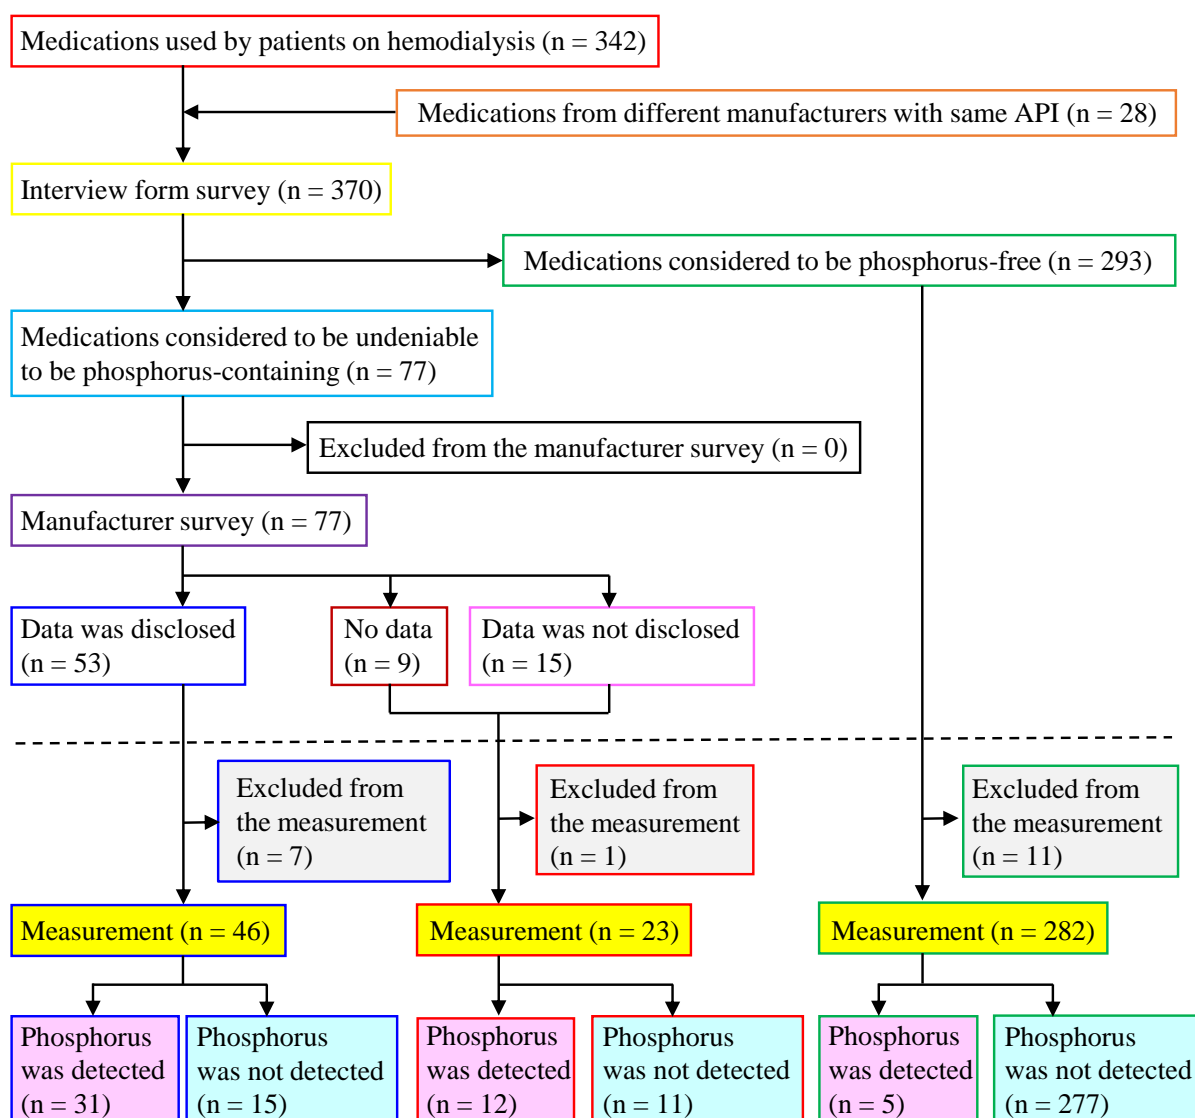 Medications used by patients on hemodialysis (n = 342)
Medications from different manufacturers with same API (n = 28)
Interview form survey (n = 370)
Medications considered to be phosphorus-free (n = 293)
Medications considered to be undeniable
to be phosphorus-containing (n = 77)
Excluded from the manufacturer survey (n = 0)
Manufacturer survey (n = 77)
Data was disclosed
(n = 53)
No data
(n = 9)
Data was not disclosed
(n = 15)
Excluded from
the measurement
(n = 7)
Excluded from
the measurement
(n = 1)
Excluded from
the measurement
(n = 11)
Measurement (n = 46)
Measurement (n = 23)
Measurement (n = 282)
Phosphorus
was detected
(n = 31)
Phosphorus
was not detected
(n = 15)
Phosphorus
was detected
(n = 12)
Phosphorus
was not detected
(n = 11)
Phosphorus
was detected
(n = 5)
Phosphorus
was not detected
(n = 277)